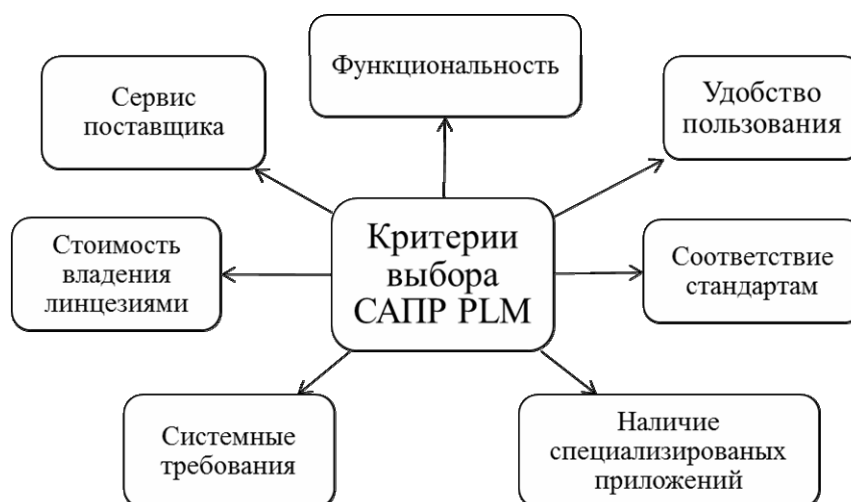 Функциональность
Сервис
поставщика
Удобство
пользования
Критерии
выбора
САПР PLM
Стоимость
владения
линцезиями
Соответствие
стандартам
Системные
требования
Наличие
специализированых
приложений